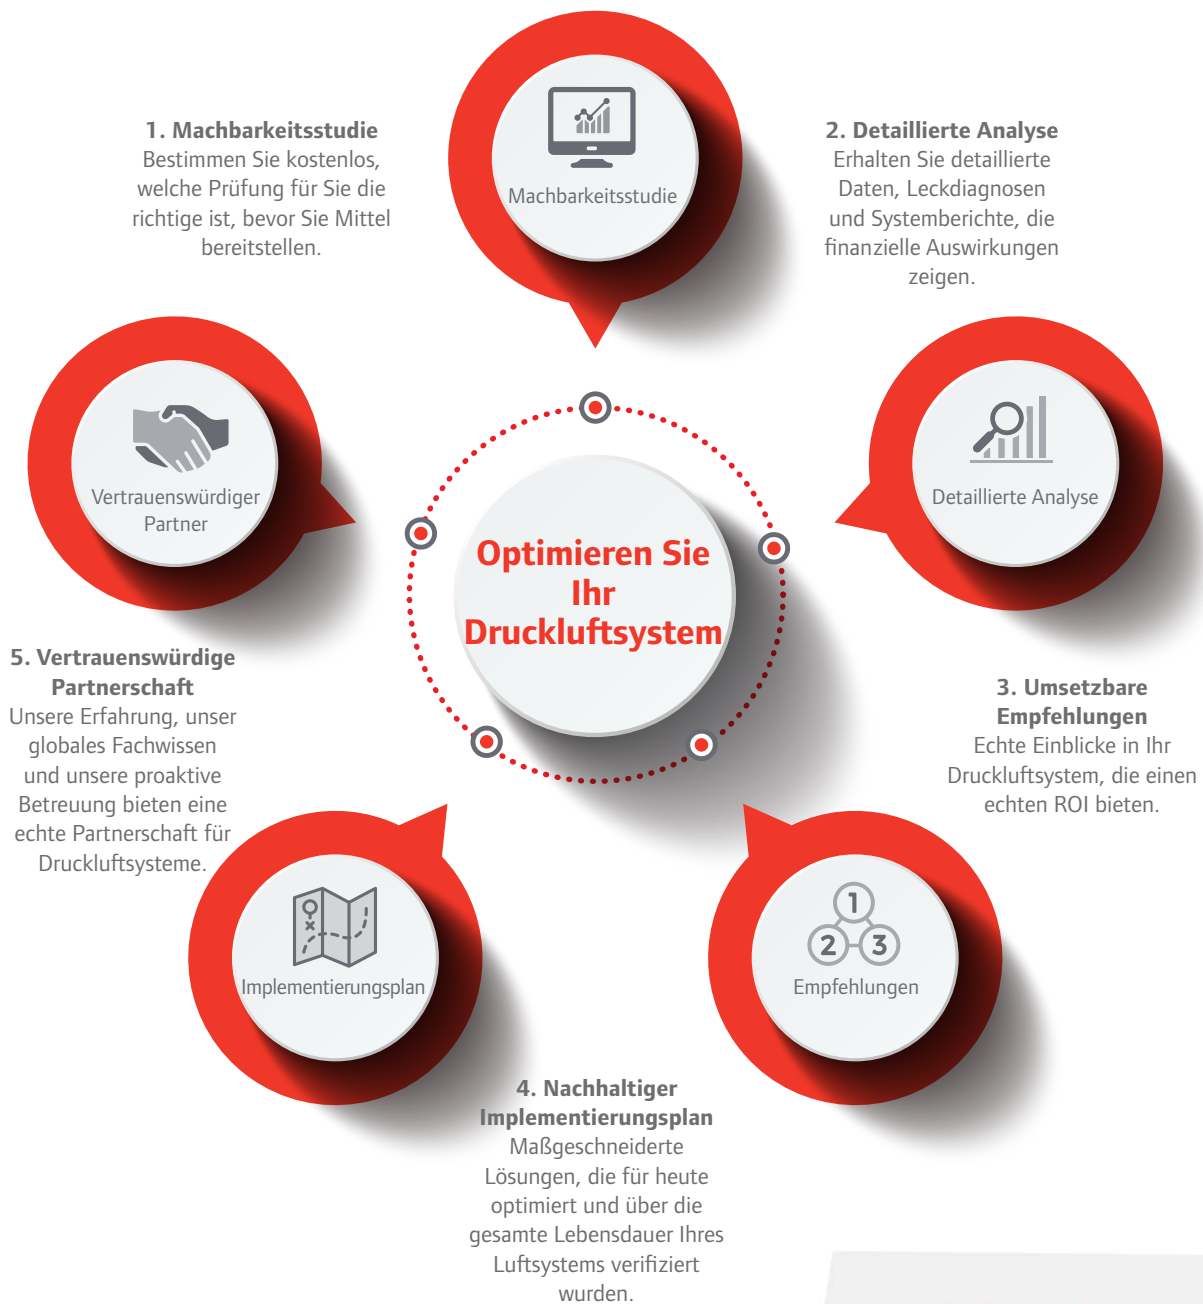 1. Machbarkeitsstudie
Bestimmen Sie kostenlos,
welche Prüfung für Sie die
richtige ist, bevor Sie Mittel
bereitstellen.
Machbarkeitsstudie
2. Detaillierte Analyse
Erhalten Sie detaillierte
Daten, Leckdiagnosen
und Systemberichte, die
finanzielle Auswirkungen
zeigen.
Vertrauenswürdiger
Partner
Detaillierte Analyse
Optimieren Sie
Ihr
Druckluftsystem
5. Vertrauenswürdige
Partnerschaft
Unsere Erfahrung, unser
globales Fachwissen
und unsere proaktive
Betreuung bieten eine
echte Partnerschaft für
Druckluftsysteme.
3. Umsetzbare
Empfehlungen
Echte Einblicke in Ihr
Druckluftsystem, die einen
echten ROI bieten.
Implementierungsplan
1
2 3
Empfehlungen
4. Nachhaltiger
Implementierungsplan
Maßgeschneiderte
Lösungen, die für heute
optimiert und über die
gesamte Lebensdauer Ihres
Luftsystems verifiziert
wurden.